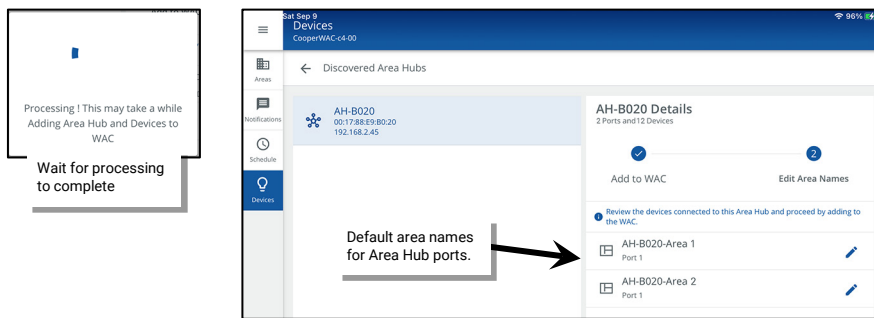 Processing ! This may take a while
Adding Area Hub and Devices to
WAC
Wait for processing
to complete
Sat Sep 9
96%
Devices
CooperWAC-c4-00
Areas
Discovered Area Hubs
Notifications
AH-B020
00:17:88:E9:B0:20
192.168.2.45
AH-B020 Details
2 Ports and12 Devices
Schedule
2
Add to WAC
Edit Area Names
Devices
Review the devices connected to this Area Hub and proceed by adding to
the WAC.
Default area names
for Area Hub ports.
AH-B020-Area 1
Port 1
AH-B020-Area 2
Port 1